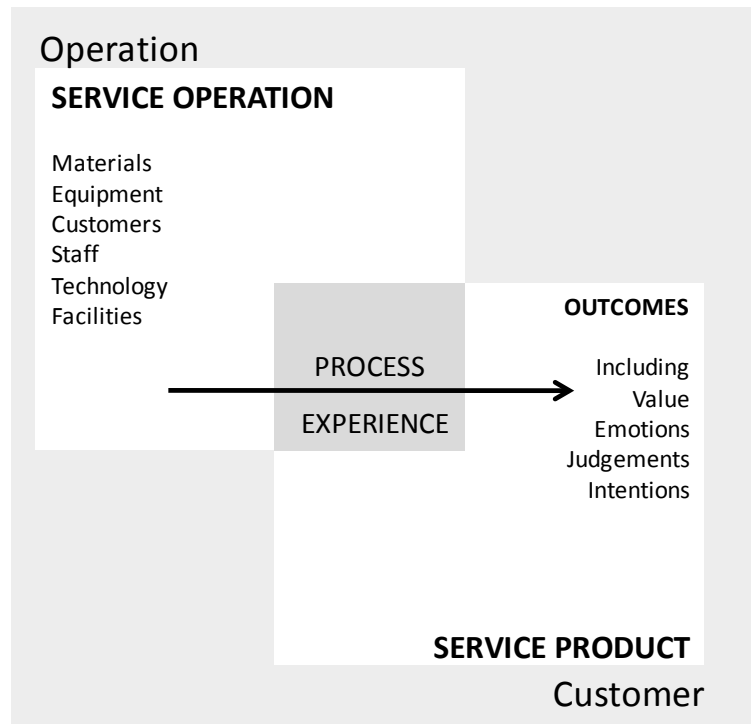 Operation
SERVICE OPERATION
Materials
Equipment
Customers
Staff
Technology
Facilities
PROCESS
EXPERIENCE
OUTCOMES
Including
Value
Emotions
Judgements
Intentions
SERVICE PRODUCT
Customer